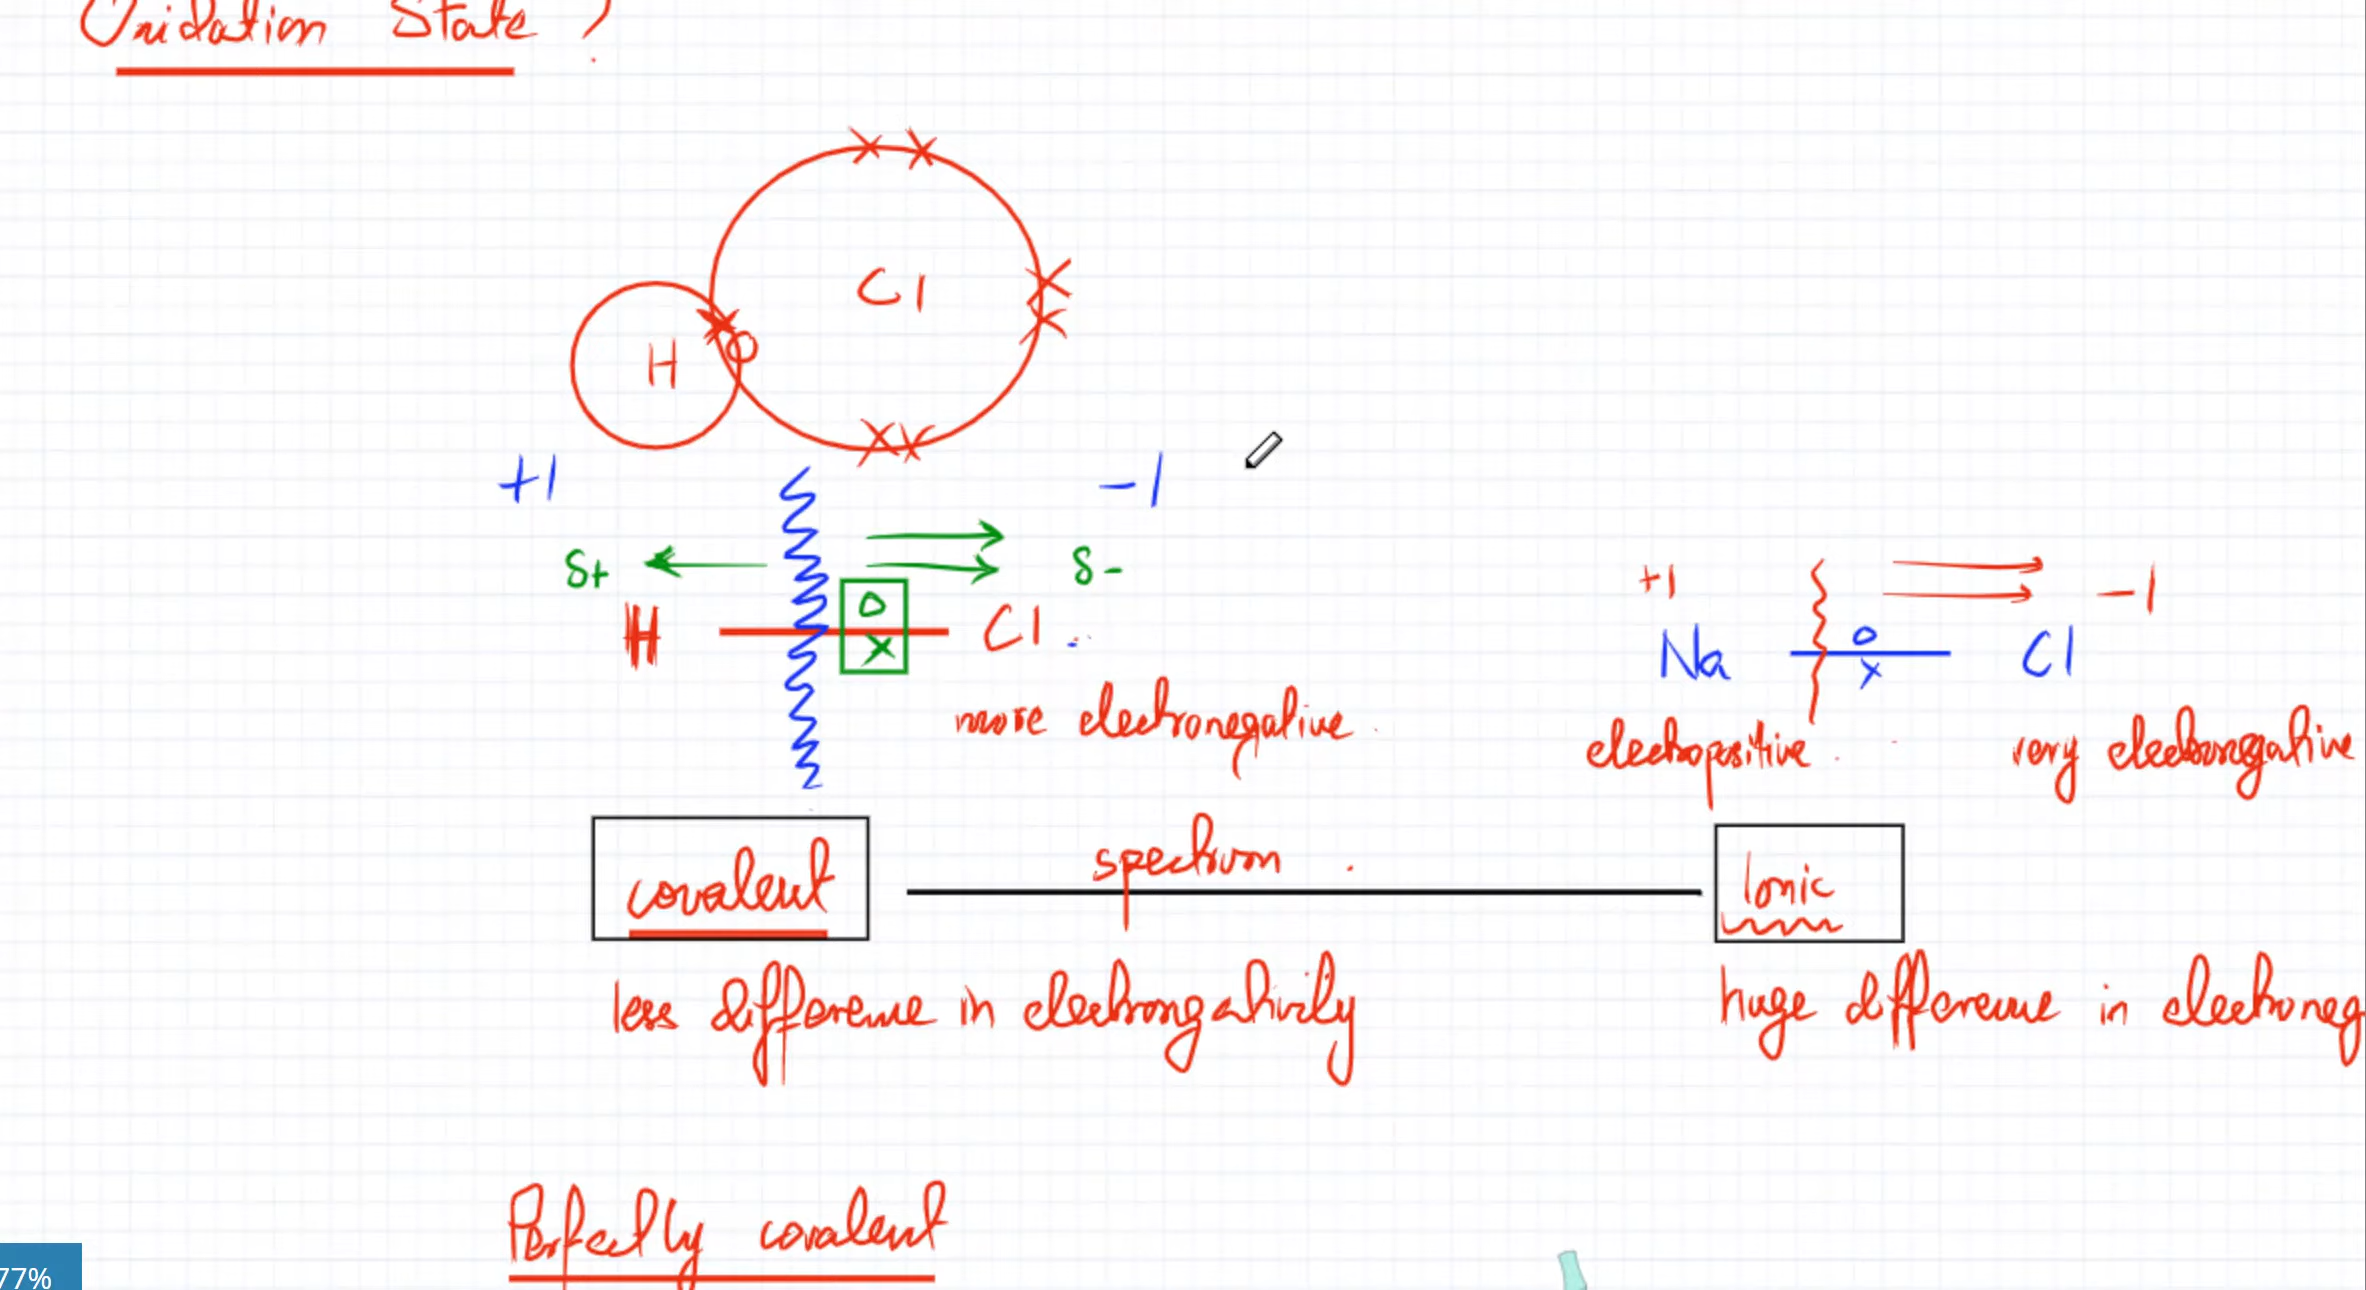 Oxidation State ?
Cl
H
+1 -1
δ+ δ-
H o x Cl
+1 -1
Na o x Cl
more electronegative
electropositive very electronegative
covalent spectrum Ionic
less difference in electronegativity
huge difference in electroneg
Perfectly covalent
77%